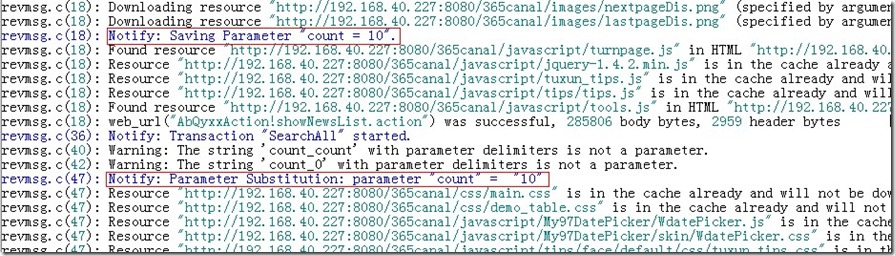 revmsg.c(18): Downloading resource "http://192.168.40.227:8080/365canal/images/nextpageDis.png" (specified by argumen
revmsg.c(18): Downloading resource "http://192.168.40.227:8080/365canal/images/lastpageDis.png" (specified by argumen
revmsg.c(18): Notify: Saving Parameter "count = 10".
revmsg.c(18): Found resource "http://192.168.40.227:8080/365canal/javascript/turnpage.js" in HTML "http://192.168.40.2
revmsg.c(18): Resource "http://192.168.40.227:8080/365canal/javascript/jquery-1.4.2.min.js" is in the cache already a
revmsg.c(18): Resource "http://192.168.40.227:8080/365canal/javascript/tuxun_tips.js" is in the cache already and wil
revmsg.c(18): Resource "http://192.168.40.227:8080/365canal/javascript/tips/tips.js" is in the cache already and will
revmsg.c(18): Found resource "http://192.168.40.227:8080/365canal/javascript/tools.js" in HTML "http://192.168.40.227
revmsg.c(18): web_url("AbQyxxAction!showNewsList.action") was successful, 285806 body bytes, 2959 header bytes
revmsg.c(36): Notify: Transaction "SearchAll" started.
revmsg.c(40): Warning: The string 'count_count' with parameter delimiters is not a parameter.
revmsg.c(42): Warning: The string 'count_0' with parameter delimiters is not a parameter.
revmsg.c(47): Notify: Parameter Substitution: parameter "count" = "10"
revmsg.c(47): Resource "http://192.168.40.227:8080/365canal/css/main.css" is in the cache already and will not be dow
revmsg.c(47): Resource "http://192.168.40.227:8080/365canal/css/demo_table.css" is in the cache already and will not
revmsg.c(47): Resource "http://192.168.40.227:8080/365canal/javascript/My97DatePicker/WdatePicker.js" is in the cache
revmsg.c(47): Resource "http://192.168.40.227:8080/365canal/javascript/My97DatePicker/skin/WdatePicker.css" is in the
revmsg.c(47): Resource "http://192.168.40.227:8080/365canal/javascript/tips/face/default/css/tuxun_tips.css" is in the